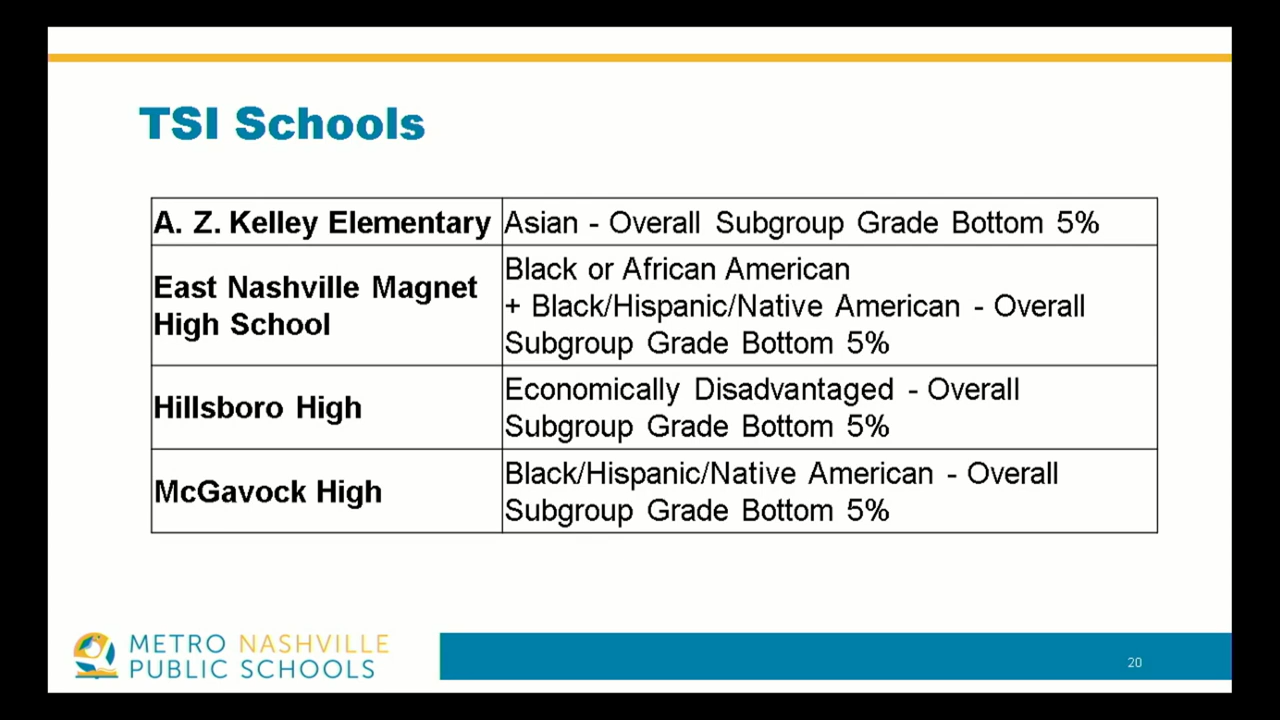 TSI Schools
A. Z. Kelley Elementary
Asian - Overall Subgroup Grade Bottom 5%
East Nashville Magnet
High School
Black or African American
+ Black/Hispanic/Native American - Overall
Subgroup Grade Bottom 5%
Hillsboro High
Economically Disadvantaged - Overall
Subgroup Grade Bottom 5%
McGavock High
Black/Hispanic/Native American - Overall
Subgroup Grade Bottom 5%
METRO NASHVILLE
PUBLIC SCHOOLS
20